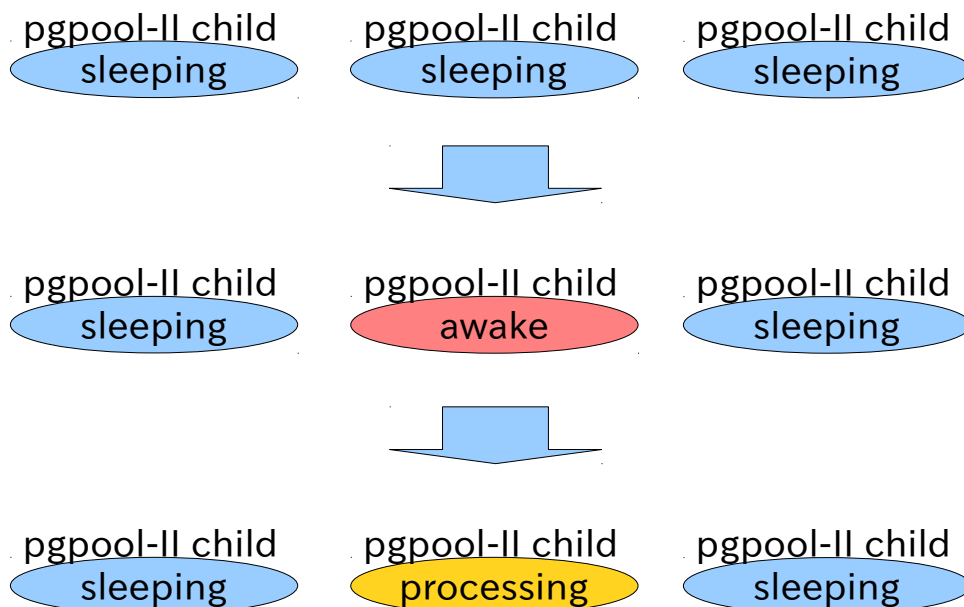 pgpool-II child pgpool-II child pgpool-II child
sleeping sleeping sleeping
pgpool-II child pgpool-II child pgpool-II child
sleeping awake sleeping
pgpool-II child pgpool-II child pgpool-II child
sleeping processing sleeping